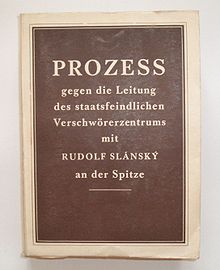 PROZESS
gegen die Leitung
des staatsfeindlichen
Verschwörerzentrums
mit
RUDOLF SLÁNSKÝ
an der Spitze